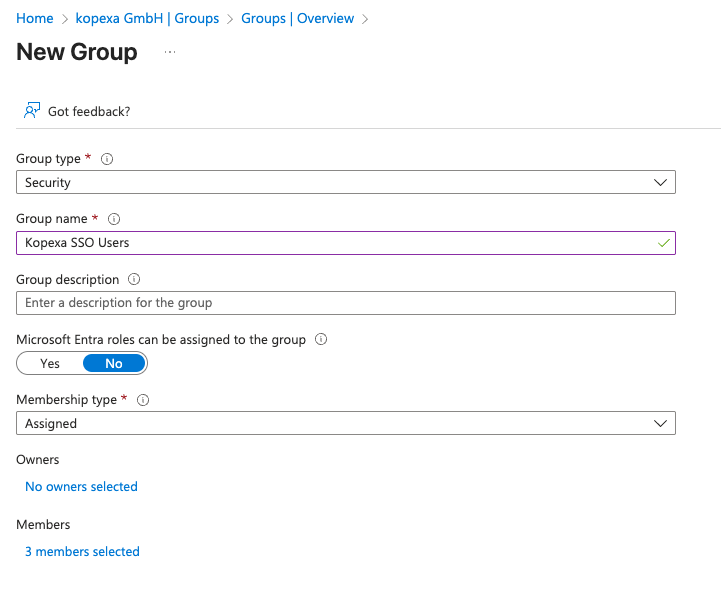 Home > kopexa GmbH | Groups > Groups | Overview >
New Group ...
Got feedback?
Group type *
Security
Group name *
Kopexa SSO Users
Group description
Enter a description for the group
Microsoft Entra roles can be assigned to the group
Yes No
Membership type *
Assigned
Owners
No owners selected
Members
3 members selected